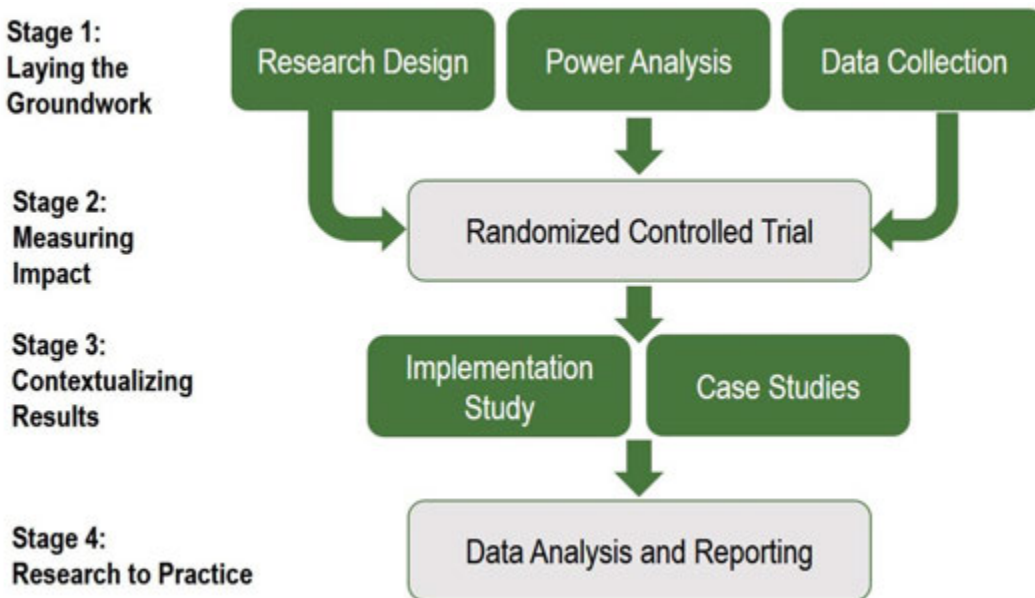 Stage 1:
Laying the
Groundwork
Research Design
Power Analysis
Data Collection
Stage 2:
Measuring
Impact
Randomized Controlled Trial
Stage 3:
Contextualizing
Results
Implementation
Study
Case Studies
Stage 4:
Research to Practice
Data Analysis and Reporting